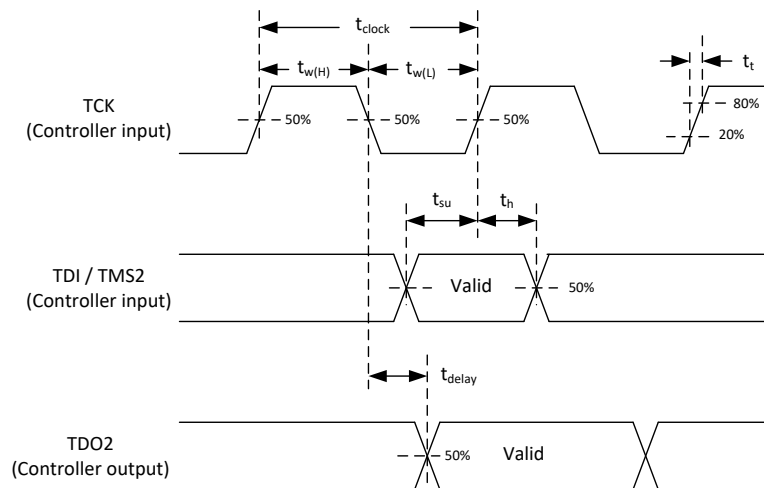 tclock
tw(H)
tw(L)
tt
TCK
(Controller input)
50%
50%
50%
80%
20%
tsu
th
TDI / TMS2
(Controller input)
Valid
50%
tdelay
TDO2
(Controller output)
50%
Valid